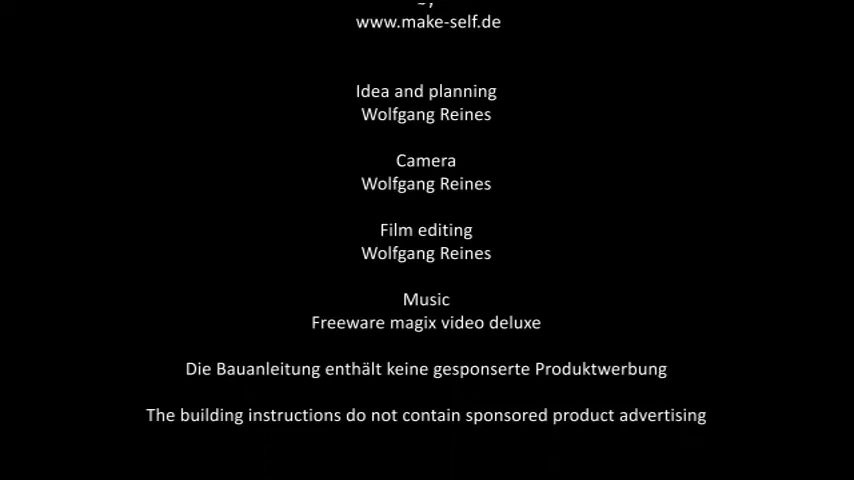 www.make-self.de
Idea and planning
Wolfgang Reines
Camera
Wolfgang Reines
Film editing
Wolfgang Reines
Music
Freeware magix video deluxe
Die Bauanleitung enthält keine gesponserte Produktwerbung
The building instructions do not contain sponsored product advertising